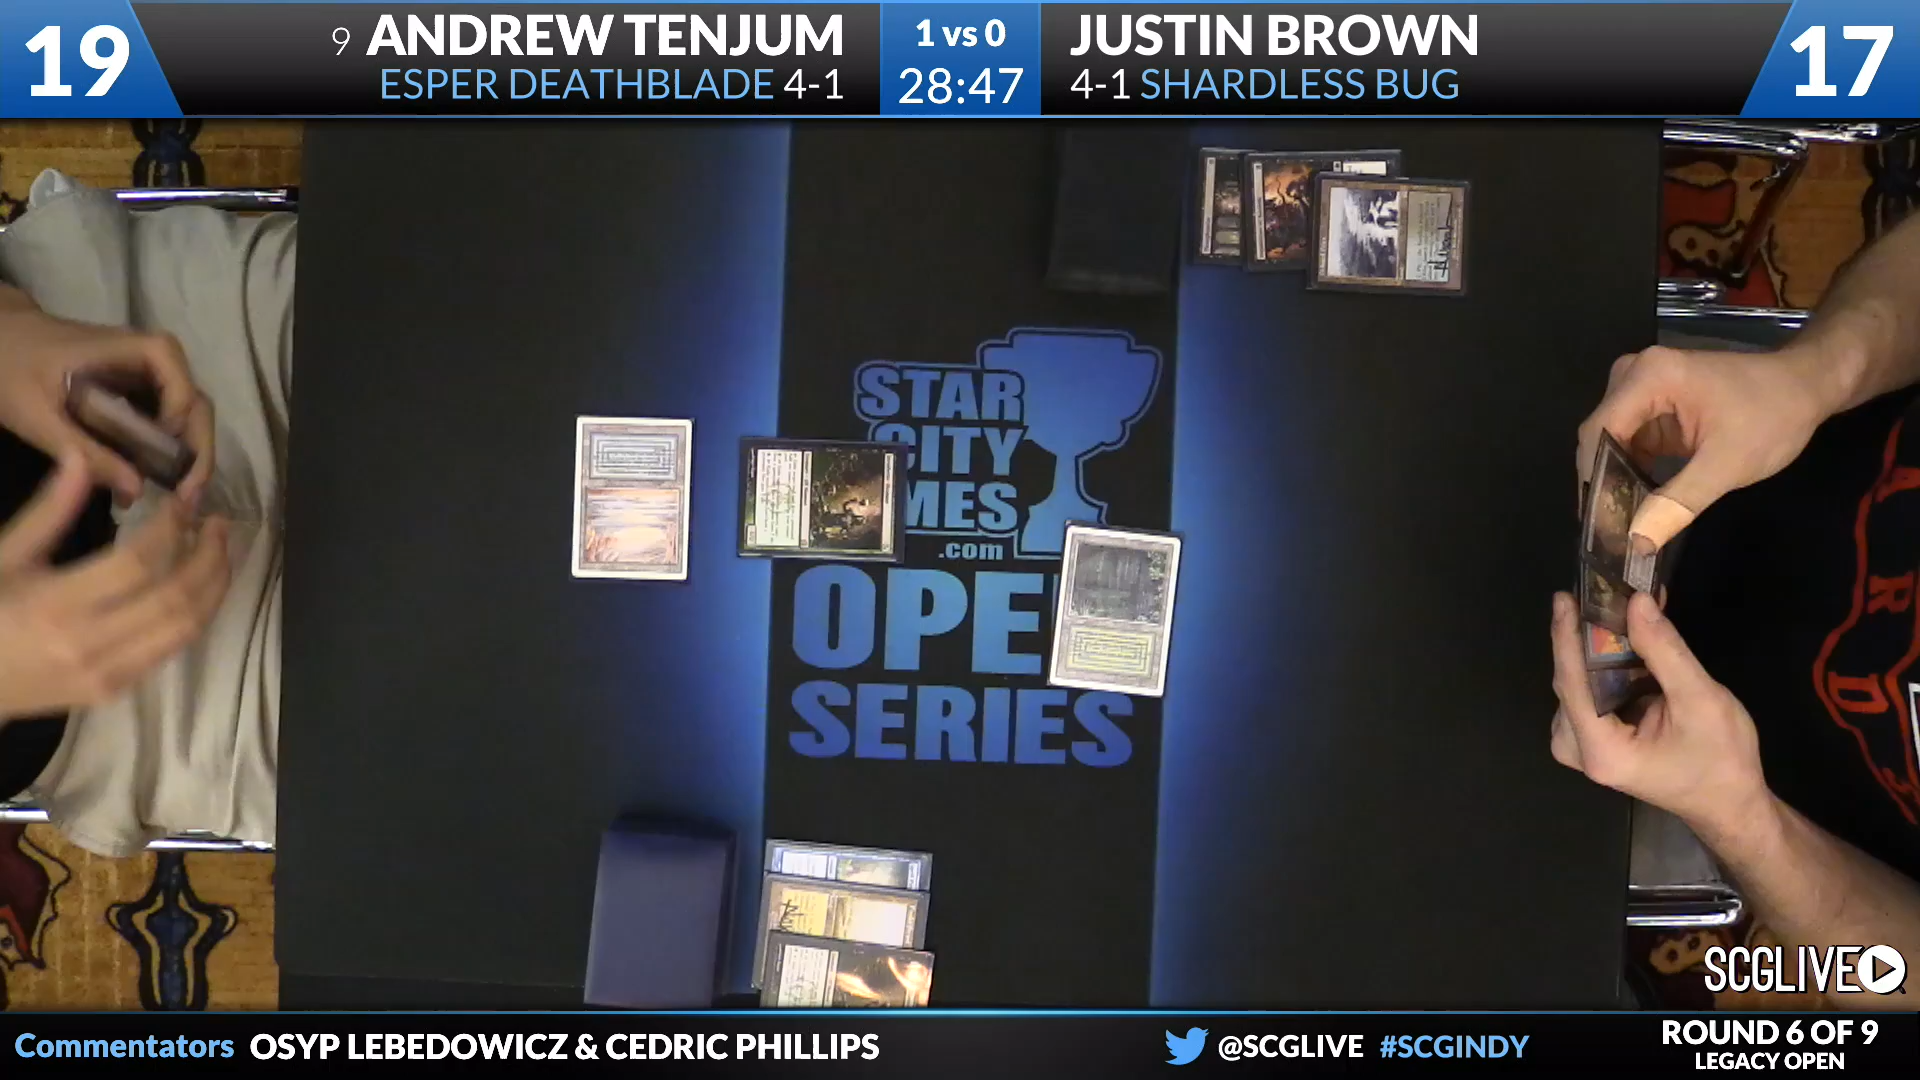 19
9 ANDREW TENJUM
ESPER DEATHBLADE 4-1
1 vs 0
28:47
JUSTIN BROWN
4-1 SHARDLESS BUG
17
STAR
CITY
MES
.com
OPE
SERIES
SCGLIVE
Commentators OSYP LEBEDOWICZ & CEDRIC PHILLIPS
@SCGLIVE #SCGINDY
ROUND 6 OF 9
LEGACY OPEN